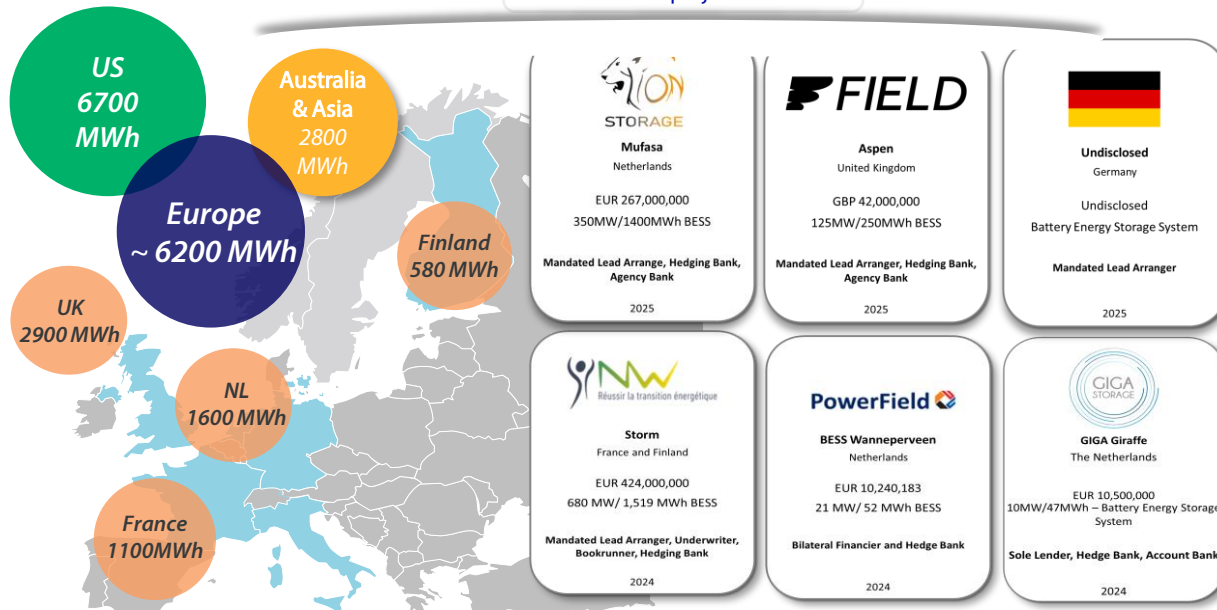 US
6700
MWh
Australia
& Asia
2800
MWh
Europe
~ 6200 MWh
Finland
580 MWh
UK
2900 MWh
NL
1600 MWh
France
1100MWh
LION
STORAGE
Mufasa
Netherlands
EUR 267,000,000
350MW/1400MWh BESS
Mandated Lead Arrange, Hedging Bank,
Agency Bank
2025
FIELD
Aspen
United Kingdom
GBP 42,000,000
125MW/250MWh BESS
Mandated Lead Arranger, Hedging Bank,
Agency Bank
2025
Undisclosed
Germany
Undisclosed
Battery Energy Storage System
Mandated Lead Arranger
2025
NW
Réussir la transition énergétique
Storm
France and Finland
EUR 424,000,000
680 MW/ 1,519 MWh BESS
Mandated Lead Arranger, Underwriter,
Bookrunner, Hedging Bank
2024
PowerField
BESS Wanneperveen
Netherlands
EUR 10,240,183
21 MW/ 52 MWh BESS
Bilateral Financier and Hedge Bank
2024
GIGA
STORAGE
GIGA Giraffe
The Netherlands
EUR 10,500,000
10MW/47MWh – Battery Energy Storage
System
Sole Lender, Hedge Bank, Account Bank
2024